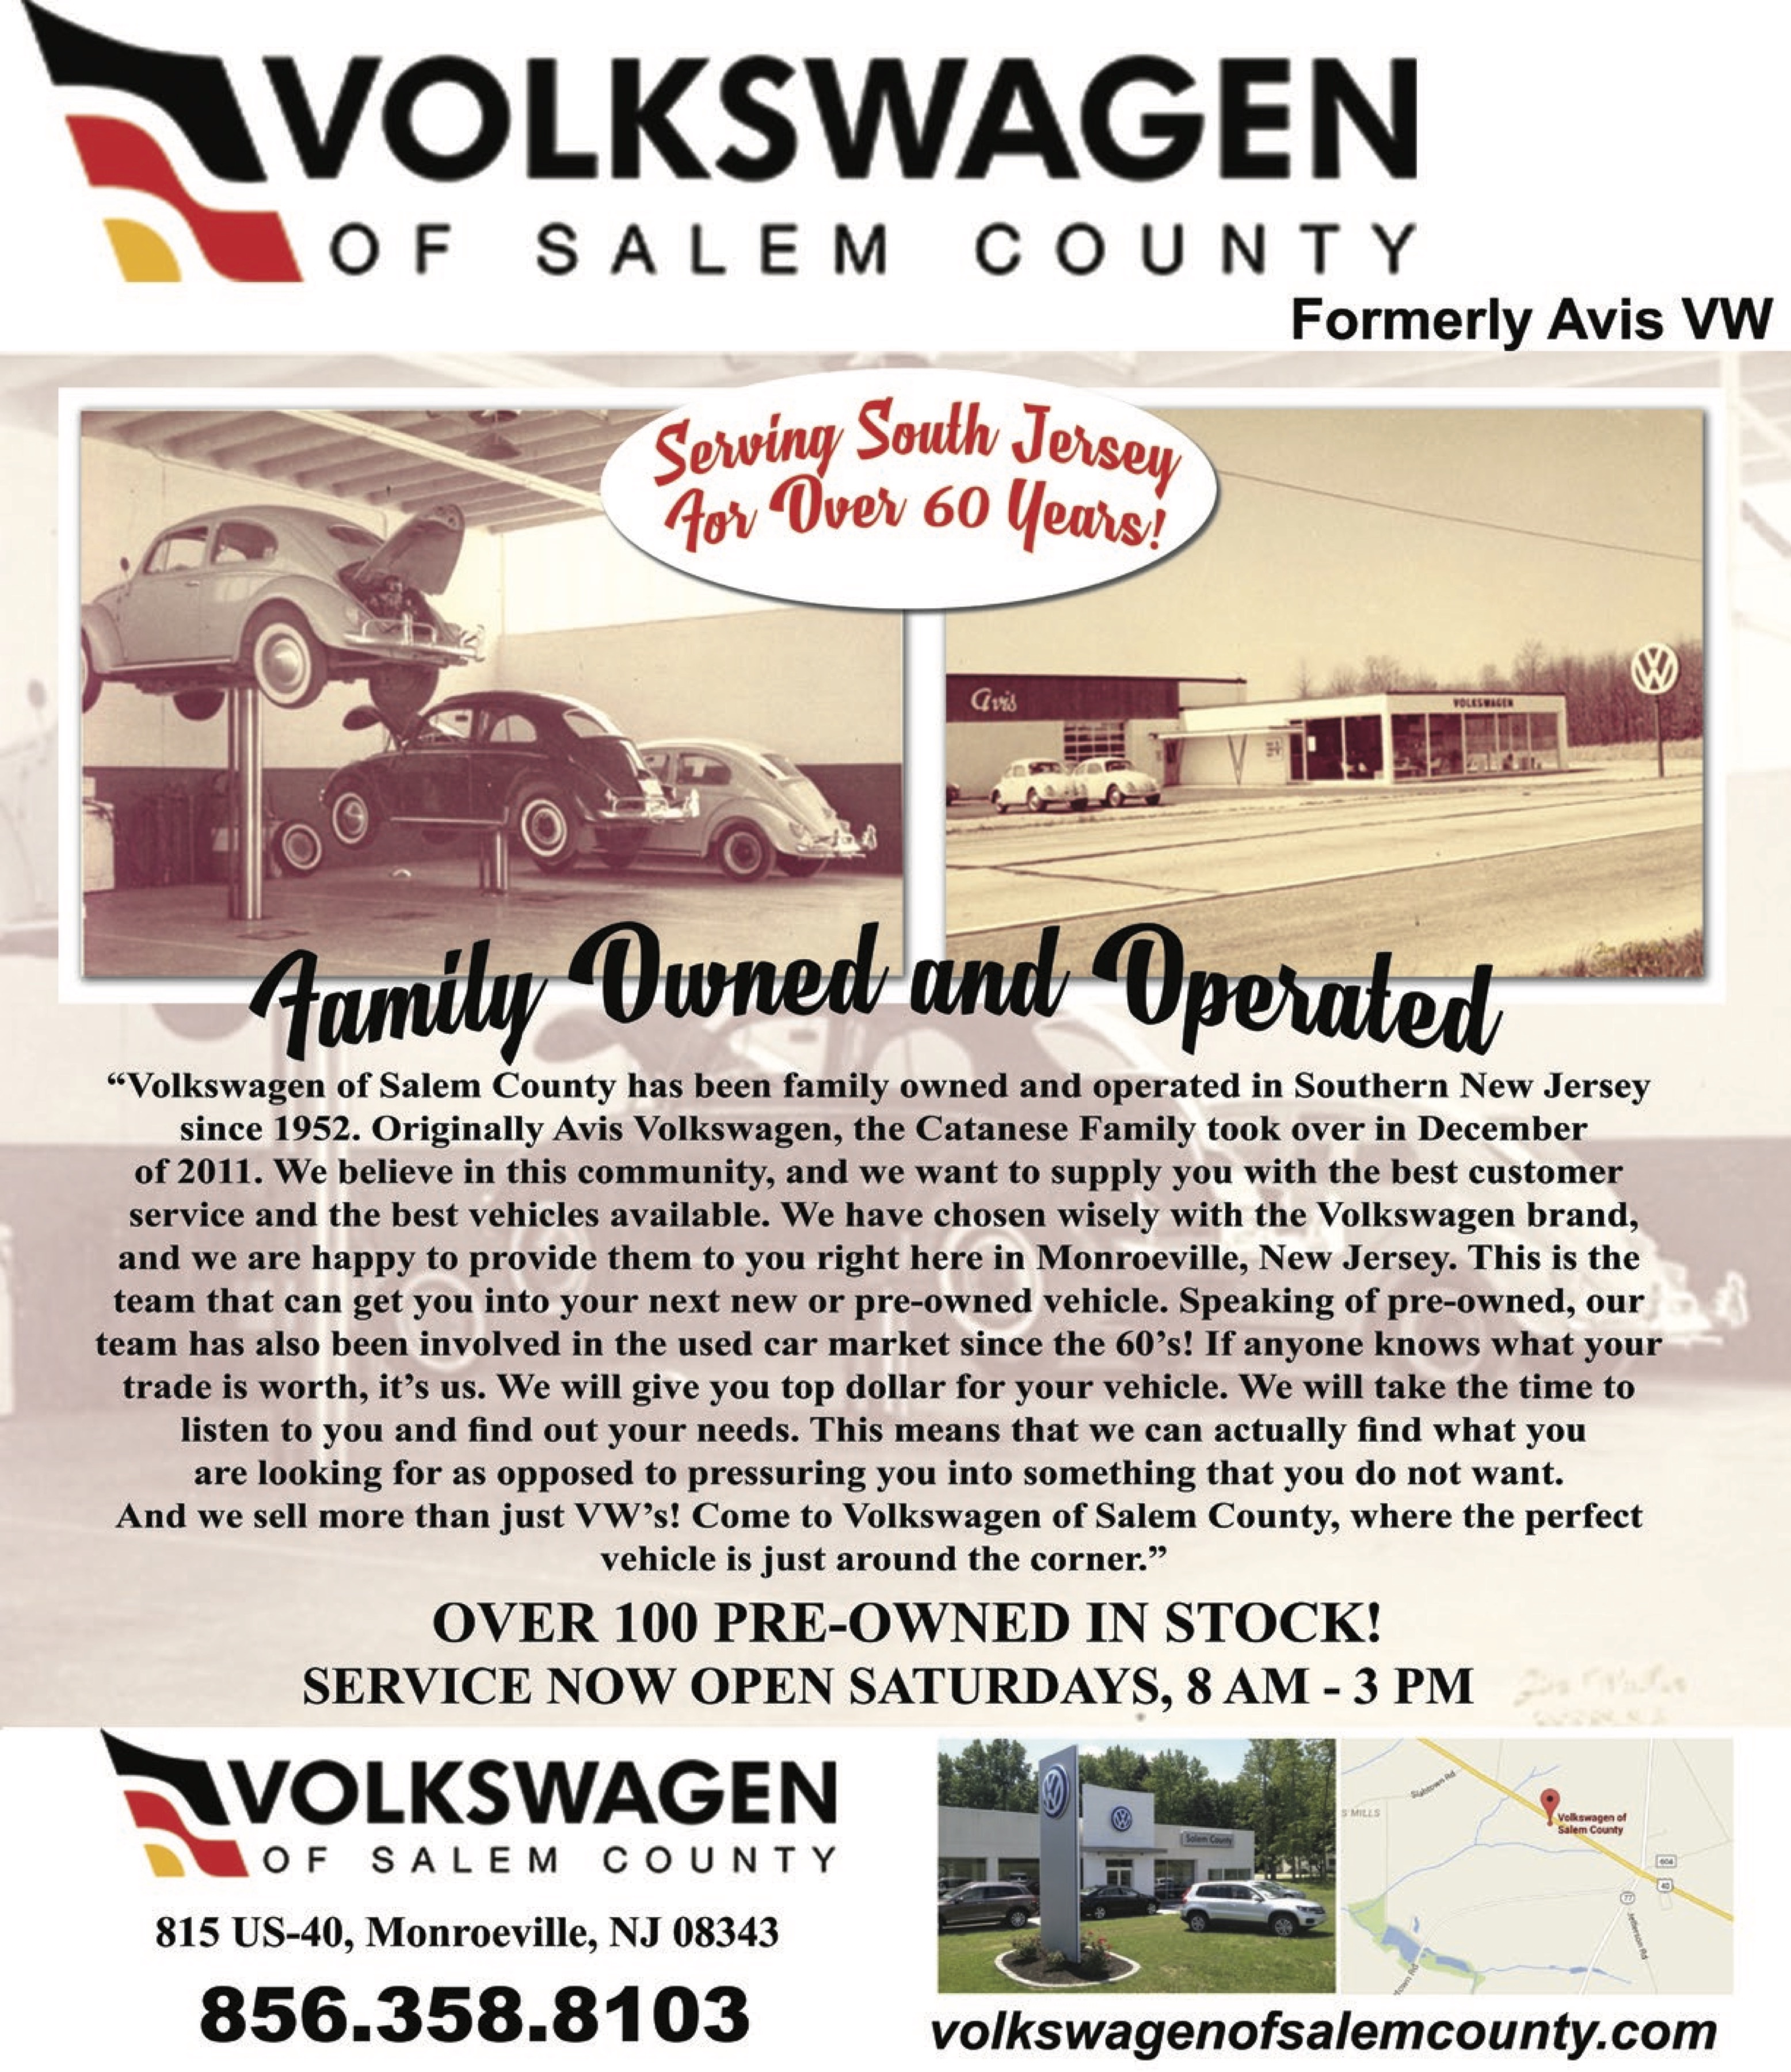 VOLKSWAGEN
OF SALEM COUNTY
Formerly Avis VW
Serving South Jersey
For Over 60 Years!
Avis
VOLKSWAGEN
Family Owned and Operated
“Volkswagen of Salem County has been family owned and operated in Southern New Jersey
since 1952. Originally Avis Volkswagen, the Catanese Family took over in December
of 2011. We believe in this community, and we want to supply you with the best customer
service and the best vehicles available. We have chosen wisely with the Volkswagen brand,
and we are happy to provide them to you right here in Monroeville, New Jersey. This is the
team that can get you into your next new or pre-owned vehicle. Speaking of pre-owned, our
team has also been involved in the used car market since the 60’s! If anyone knows what your
trade is worth, it’s us. We will give you top dollar for your vehicle. We will take the time to
listen to you and find out your needs. This means that we can actually find what you
are looking for as opposed to pressuring you into something that you do not want.
And we sell more than just VW’s! Come to Volkswagen of Salem County, where the perfect
vehicle is just around the corner.”
OVER 100 PRE-OWNED IN STOCK!
SERVICE NOW OPEN SATURDAYS, 8 AM - 3 PM
VOLKSWAGEN
OF SALEM COUNTY
815 US-40, Monroeville, NJ 08343
856.358.8103
Salem County
S MILLS
Volkswagen of
Salem County
604
40
77
Jefferson Rd
volkswagenofsalemcounty.com